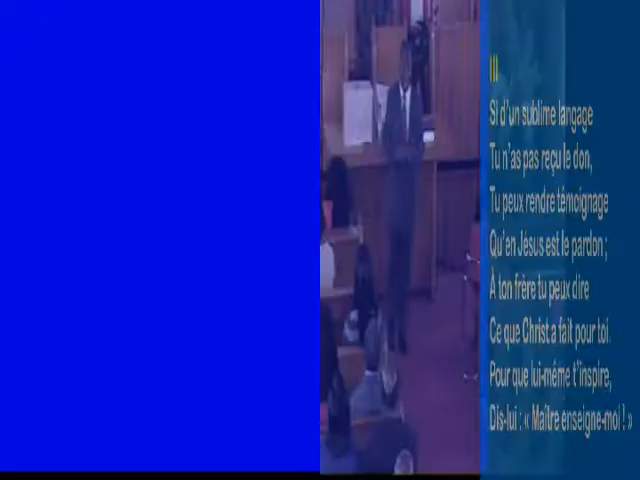 III
Si d'un sublime langage
Tu n'as pas reçu le don,
Tu peux rendre témoignage
Qu'en Jésus est le pardon ;
À ton frère tu peux dire
Ce que Christ a fait pour toi.
Pour que lui-même t'inspire,
Dis-lui : « Maître enseigne-moi ! »